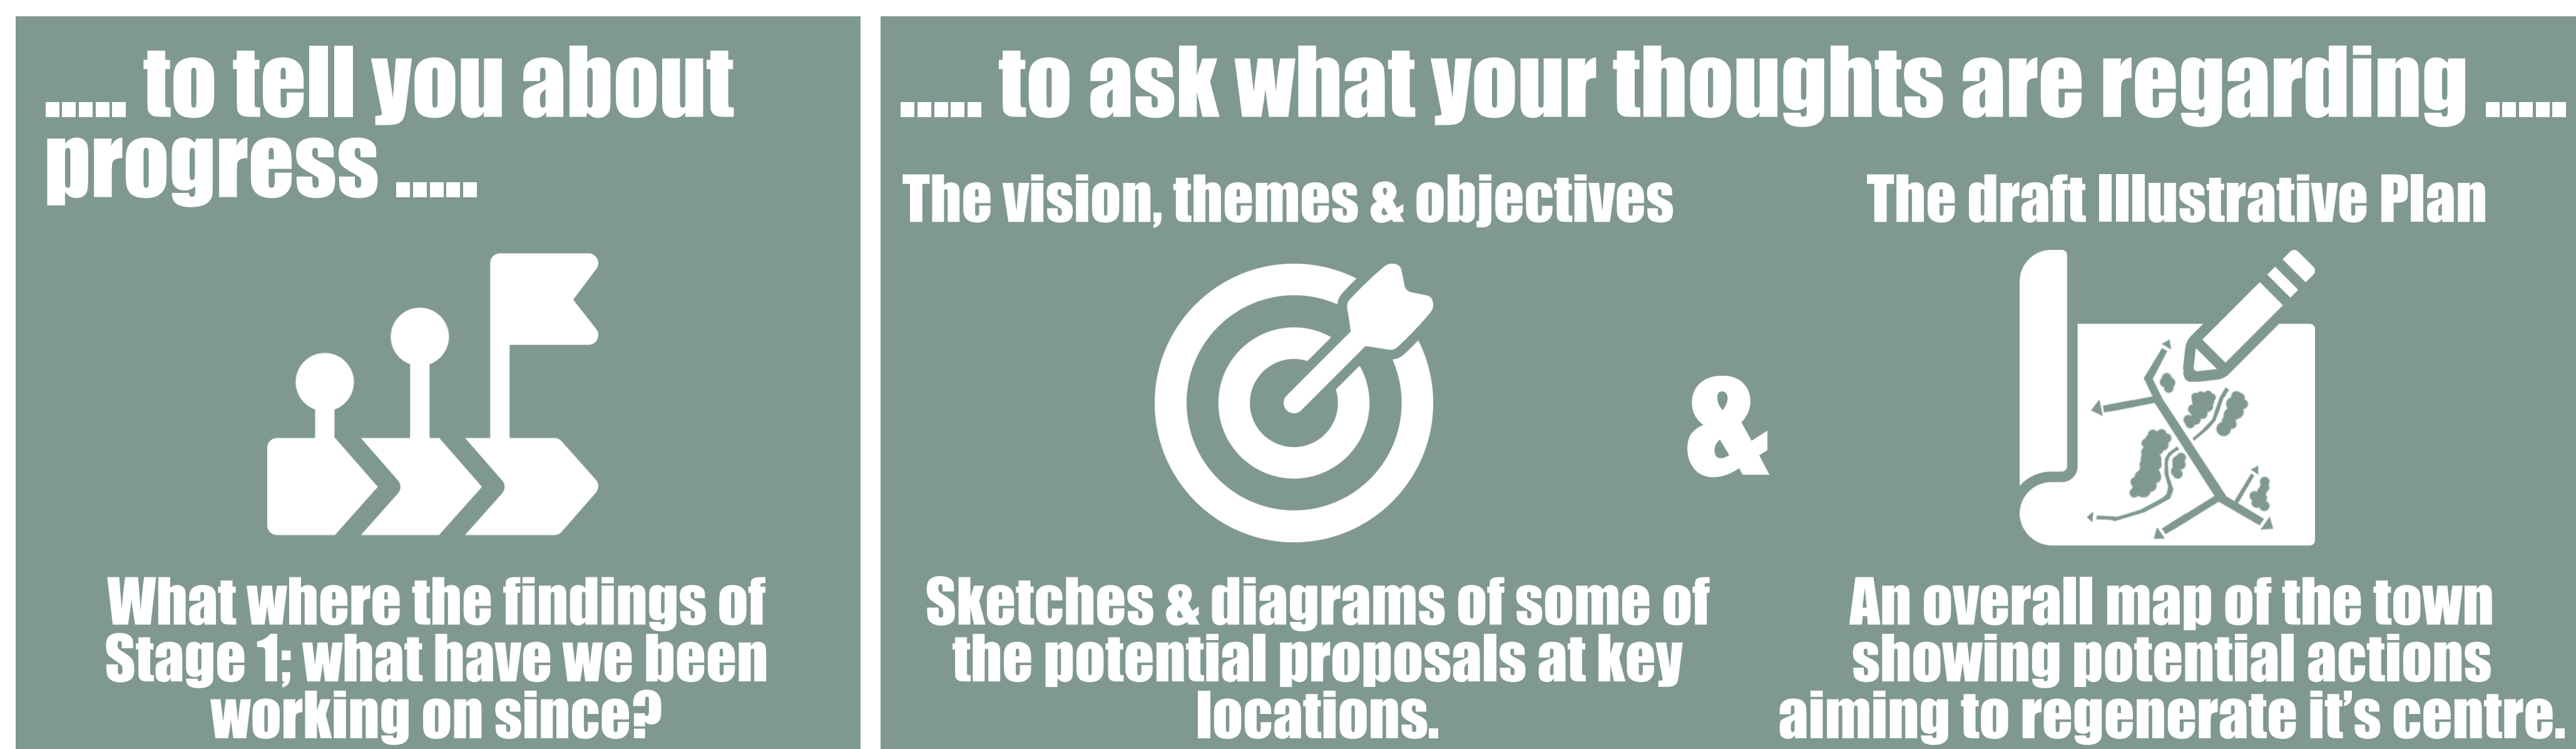 ..... to tell you about
progress .....
What where the findings of
Stage 1; what have we been
working on since?
..... to ask what your thoughts are regarding .....
The vision, themes & objectives
Sketches & diagrams of some of
the potential proposals at key
locations.
&
The draft Illustrative Plan
An overall map of the town
showing potential actions
aiming to regenerate it's centre.